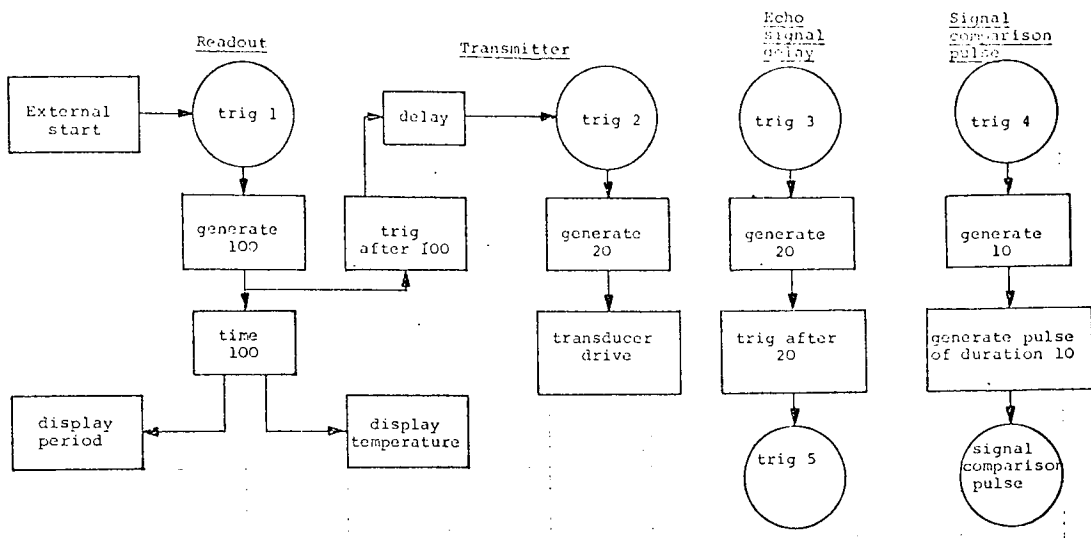 Readout
Transmitter
Echo
signal
delay
Signal
comparison
pulse
External
start
trig 1
delay
trig 2
trig 3
trig 4
generate
100
trig
after 100
generate
20
generate
20
generate
10
time
100
transducer
drive
trig after
20
generate pulse
of duration 10
display
period
display
temperature
trig 5
signal
comparison
pulse